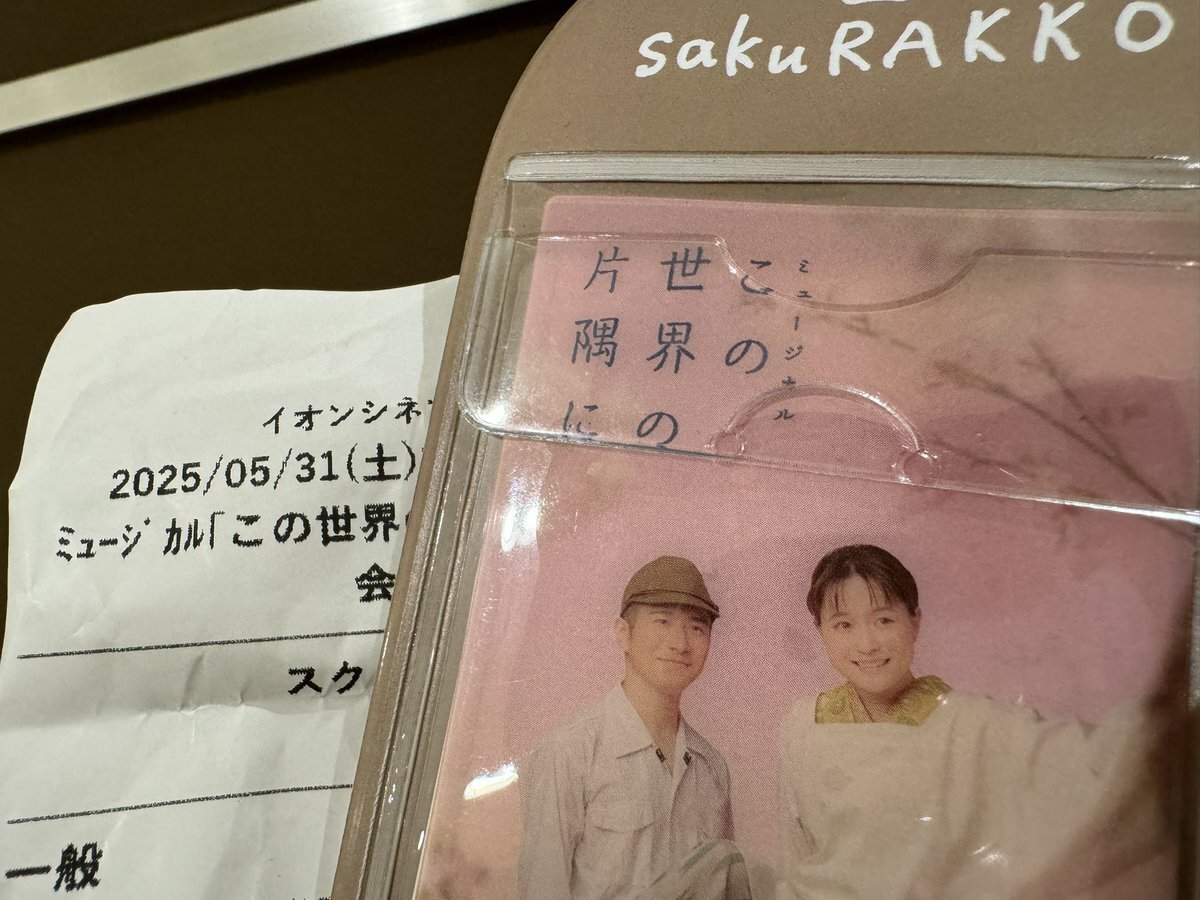 sakuRAKKO
ミュージカル
この
世界の
片隅に
イオンシネマ
2025/05/31(土)
ミュージカル「この世界
会
スク
一般